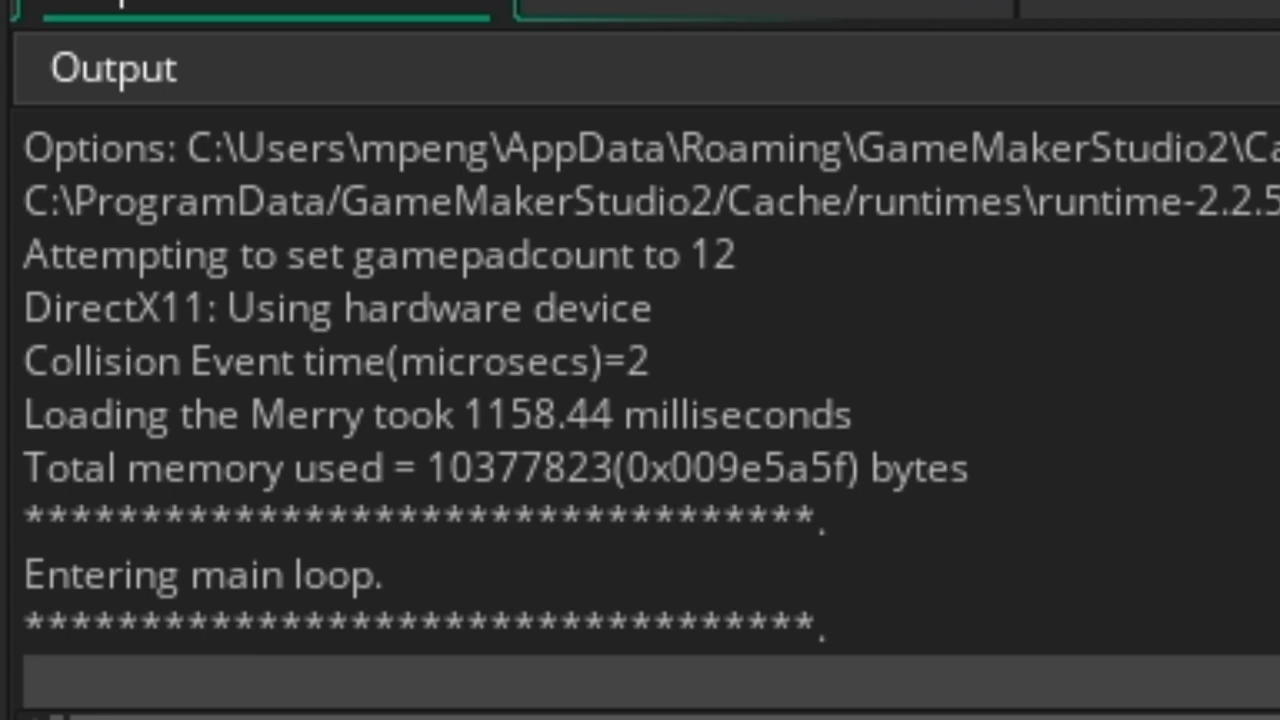 Output
Options: C:\Users\mpeng\AppData\Roaming\GameMakerStudio2\Ca
C:\ProgramData/GameMakerStudio2/Cache/runtimes\runtime-2.2.5
Attempting to set gamepadcount to 12
DirectX11: Using hardware device
Collision Event time(microsecs)=2
Loading the Merry took 1158.44 milliseconds
Total memory used = 10377823(0x009e5a5f) bytes
**********************************.
Entering main loop.
**********************************.